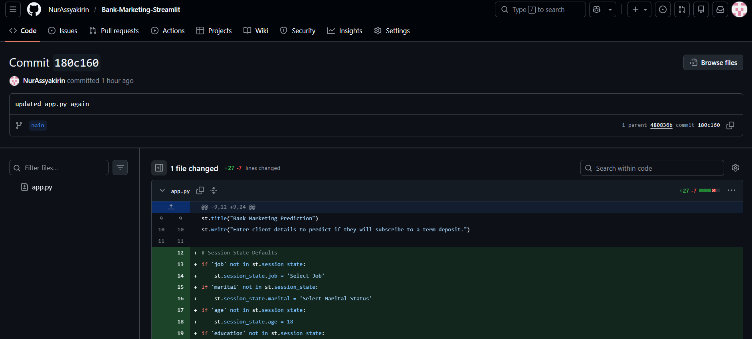 NurAssyakirin / Bank-Marketing-Streamlit
Type / to search
Code Issues Pull requests Actions Projects Wiki Security Insights Settings
Commit 180c160
Browse files
NurAssyakirin committed 1 hour ago
updated app.py again
main
1 parent 480836b commit 180c160
Filter files...
1 file changed +27 -7 lines changed
Search within code
app.py
app.py
+27 -7
@@ -9,11 +9,24 @@
9 9 st.title("Bank Marketing Prediction")
10 10 st.write("Enter client details to predict if they will subscribe to a term deposit.")
11 11
12 + # Session State Defaults
13 + if 'job' not in st.session_state:
14 + st.session_state.job = 'Select Job'
15 + if 'marital' not in st.session_state:
16 + st.session_state.marital = 'Select Marital Status'
17 + if 'age' not in st.session_state:
18 + st.session_state.age = 18
19 + if 'education' not in st.session_state: